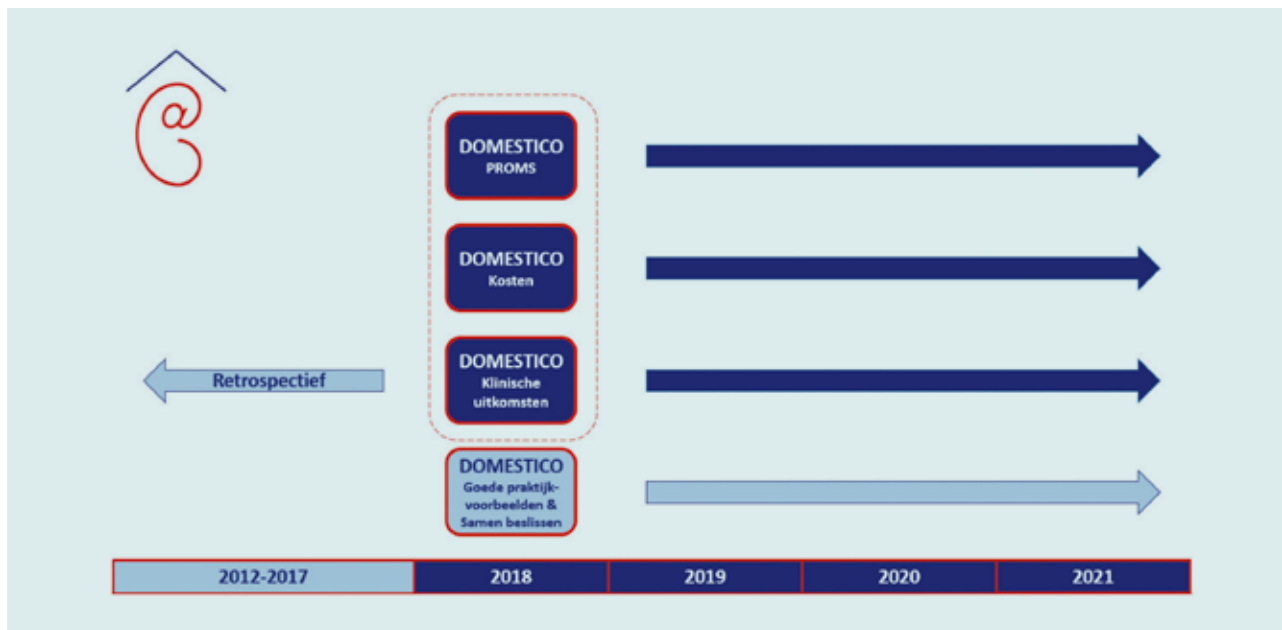 DOMESTICO
PROMS
DOMESTICO
Kosten
Retrospectief
DOMESTICO
Klinische
uitkomsten
DOMESTICO
Goede praktijk-
voorbeelden &
Samen beslissen
2012-2017 2018 2019 2020 2021